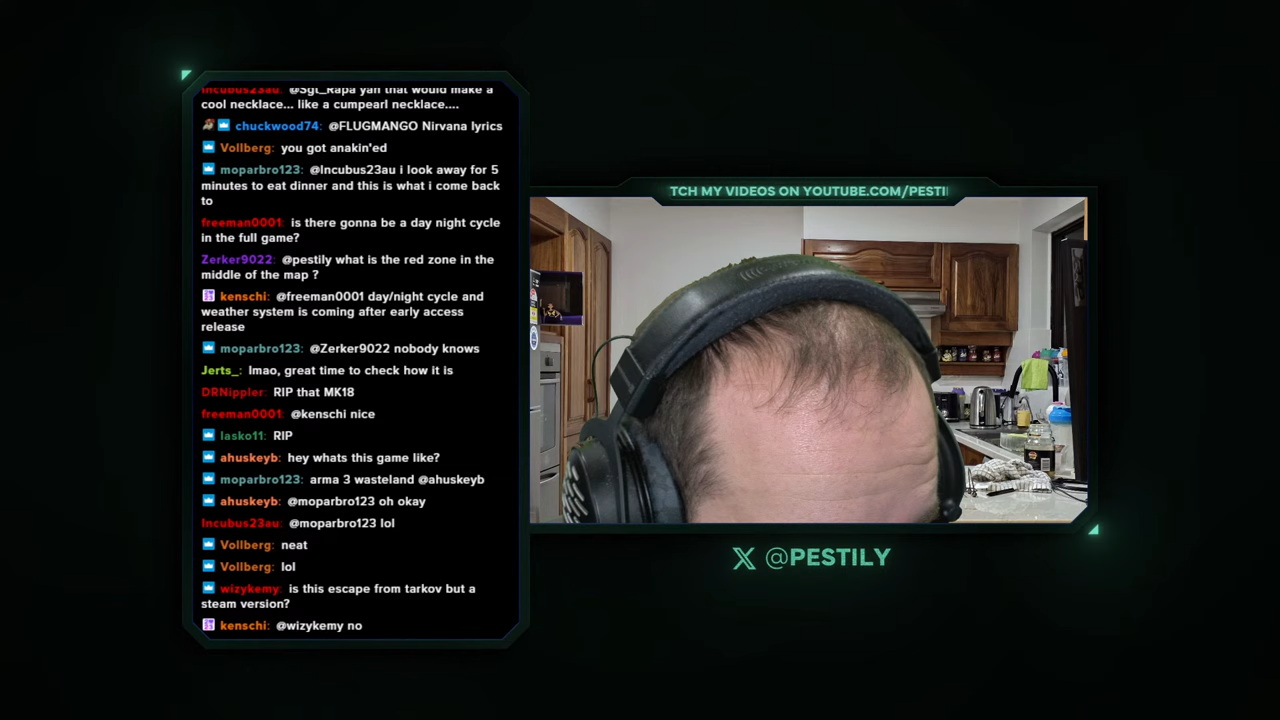 Incubus23au: @Sgt_Rapa yah that would make a
cool necklace... like a cumpearl necklace....
chuckwood74: @FLUGMANGO Nirvana lyrics
Vollberg: you got anakin'ed
moparbro123: @Incubus23au i look away for 5
minutes to eat dinner and this is what i come back
to
freeman0001: is there gonna be a day night cycle
in the full game?
Zerker9022: @pestily what is the red zone in the
middle of the map ?
kenschi: @freeman0001 day/night cycle and
weather system is coming after early access
release
moparbro123: @Zerker9022 nobody knows
Jerts_: lmao, great time to check how it is
DRNippler: RIP that MK18
freeman0001: @kenschi nice
lasko11: RIP
ahuskeyb: hey whats this game like?
moparbro123: arma 3 wasteland @ahuskeyb
ahuskeyb: @moparbro123 oh okay
Incubus23au: @moparbro123 lol
Vollberg: neat
Vollberg: lol
wizykemy: is this escape from tarkov but a
steam version?
kenschi: @wizykemy no
TCH MY VIDEOS ON YOUTUBE.COM/PESTI
X @PESTILY